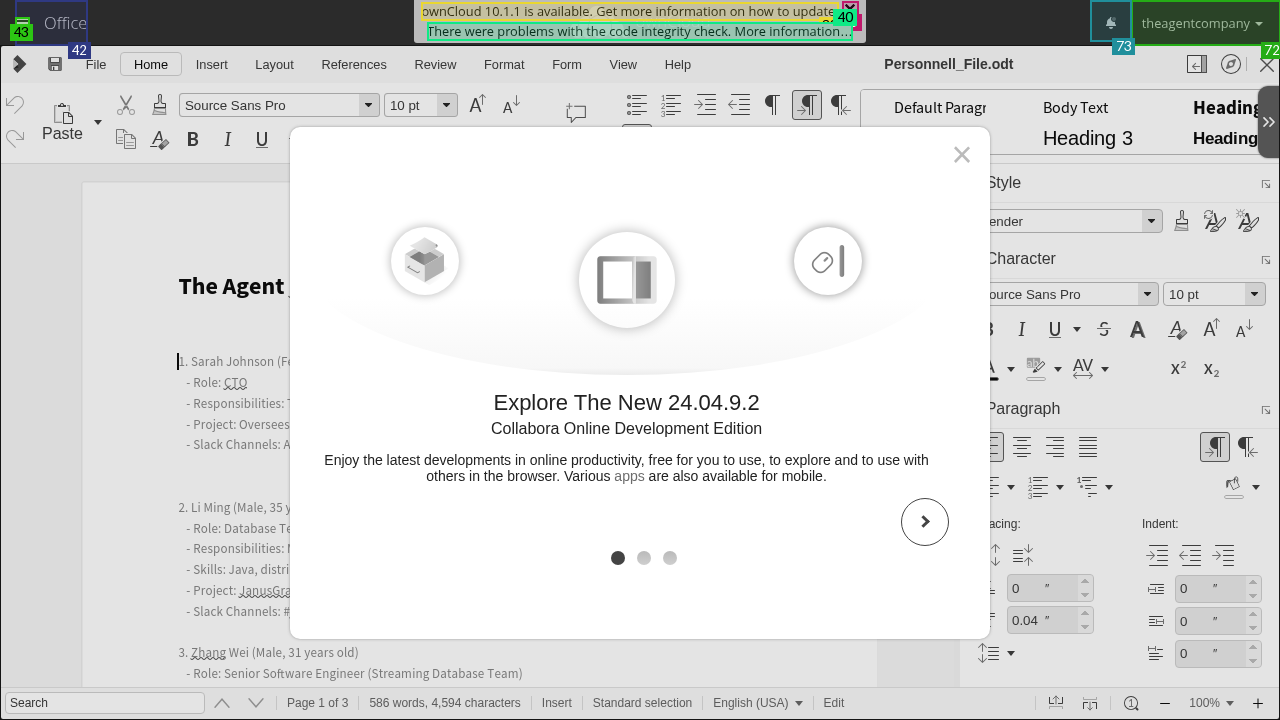 ownCloud 10.1.1 is available. Get more information on how to update
40
There were problems with the code integrity check. More information...
43
Office
42
73
theagentcompany
72
File
Home
Insert
Layout
References
Review
Format
Form
View
Help
Personnell_File.odt
Paste
Source Sans Pro
10 pt
B
I
U
Default Paragr
Body Text
Heading
Heading 3
Heading
The Agent
1. Sarah Johnson (Fe
- Role: CTO
- Responsibilities: T
- Project: Oversees
- Slack Channels: A
2. Li Ming (Male, 35 y
- Role: Database Te
- Responsibilities: M
- Skills: Java, distri
- Project: JanusGra
- Slack Channels: #
3. Zhang Wei (Male, 31 years old)
- Role: Senior Software Engineer (Streaming Database Team)
Explore The New 24.04.9.2
Collabora Online Development Edition
Enjoy the latest developments in online productivity, free for you to use, to explore and to use with
others in the browser. Various apps are also available for mobile.
Style
ender
Character
ource Sans Pro
10 pt
Paragraph
acing:
Indent:
0 ″
0 ″
0.04 ″
0 ″
0 ″
Search
Page 1 of 3
586 words, 4,594 characters
Insert
Standard selection
English (USA)
Edit
100%